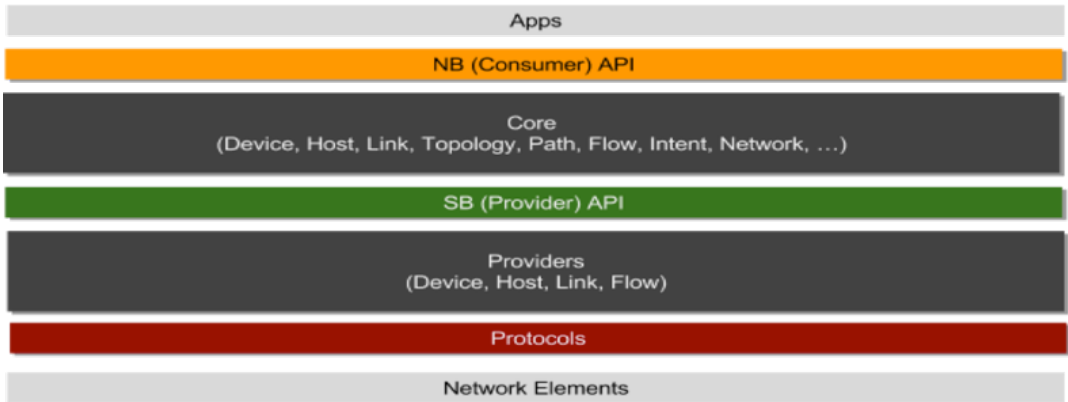 Apps
NB (Consumer) API
Core
(Device, Host, Link, Topology, Path, Flow, Intent, Network, …)
SB (Provider) API
Providers
(Device, Host, Link, Flow)
Protocols
Network Elements